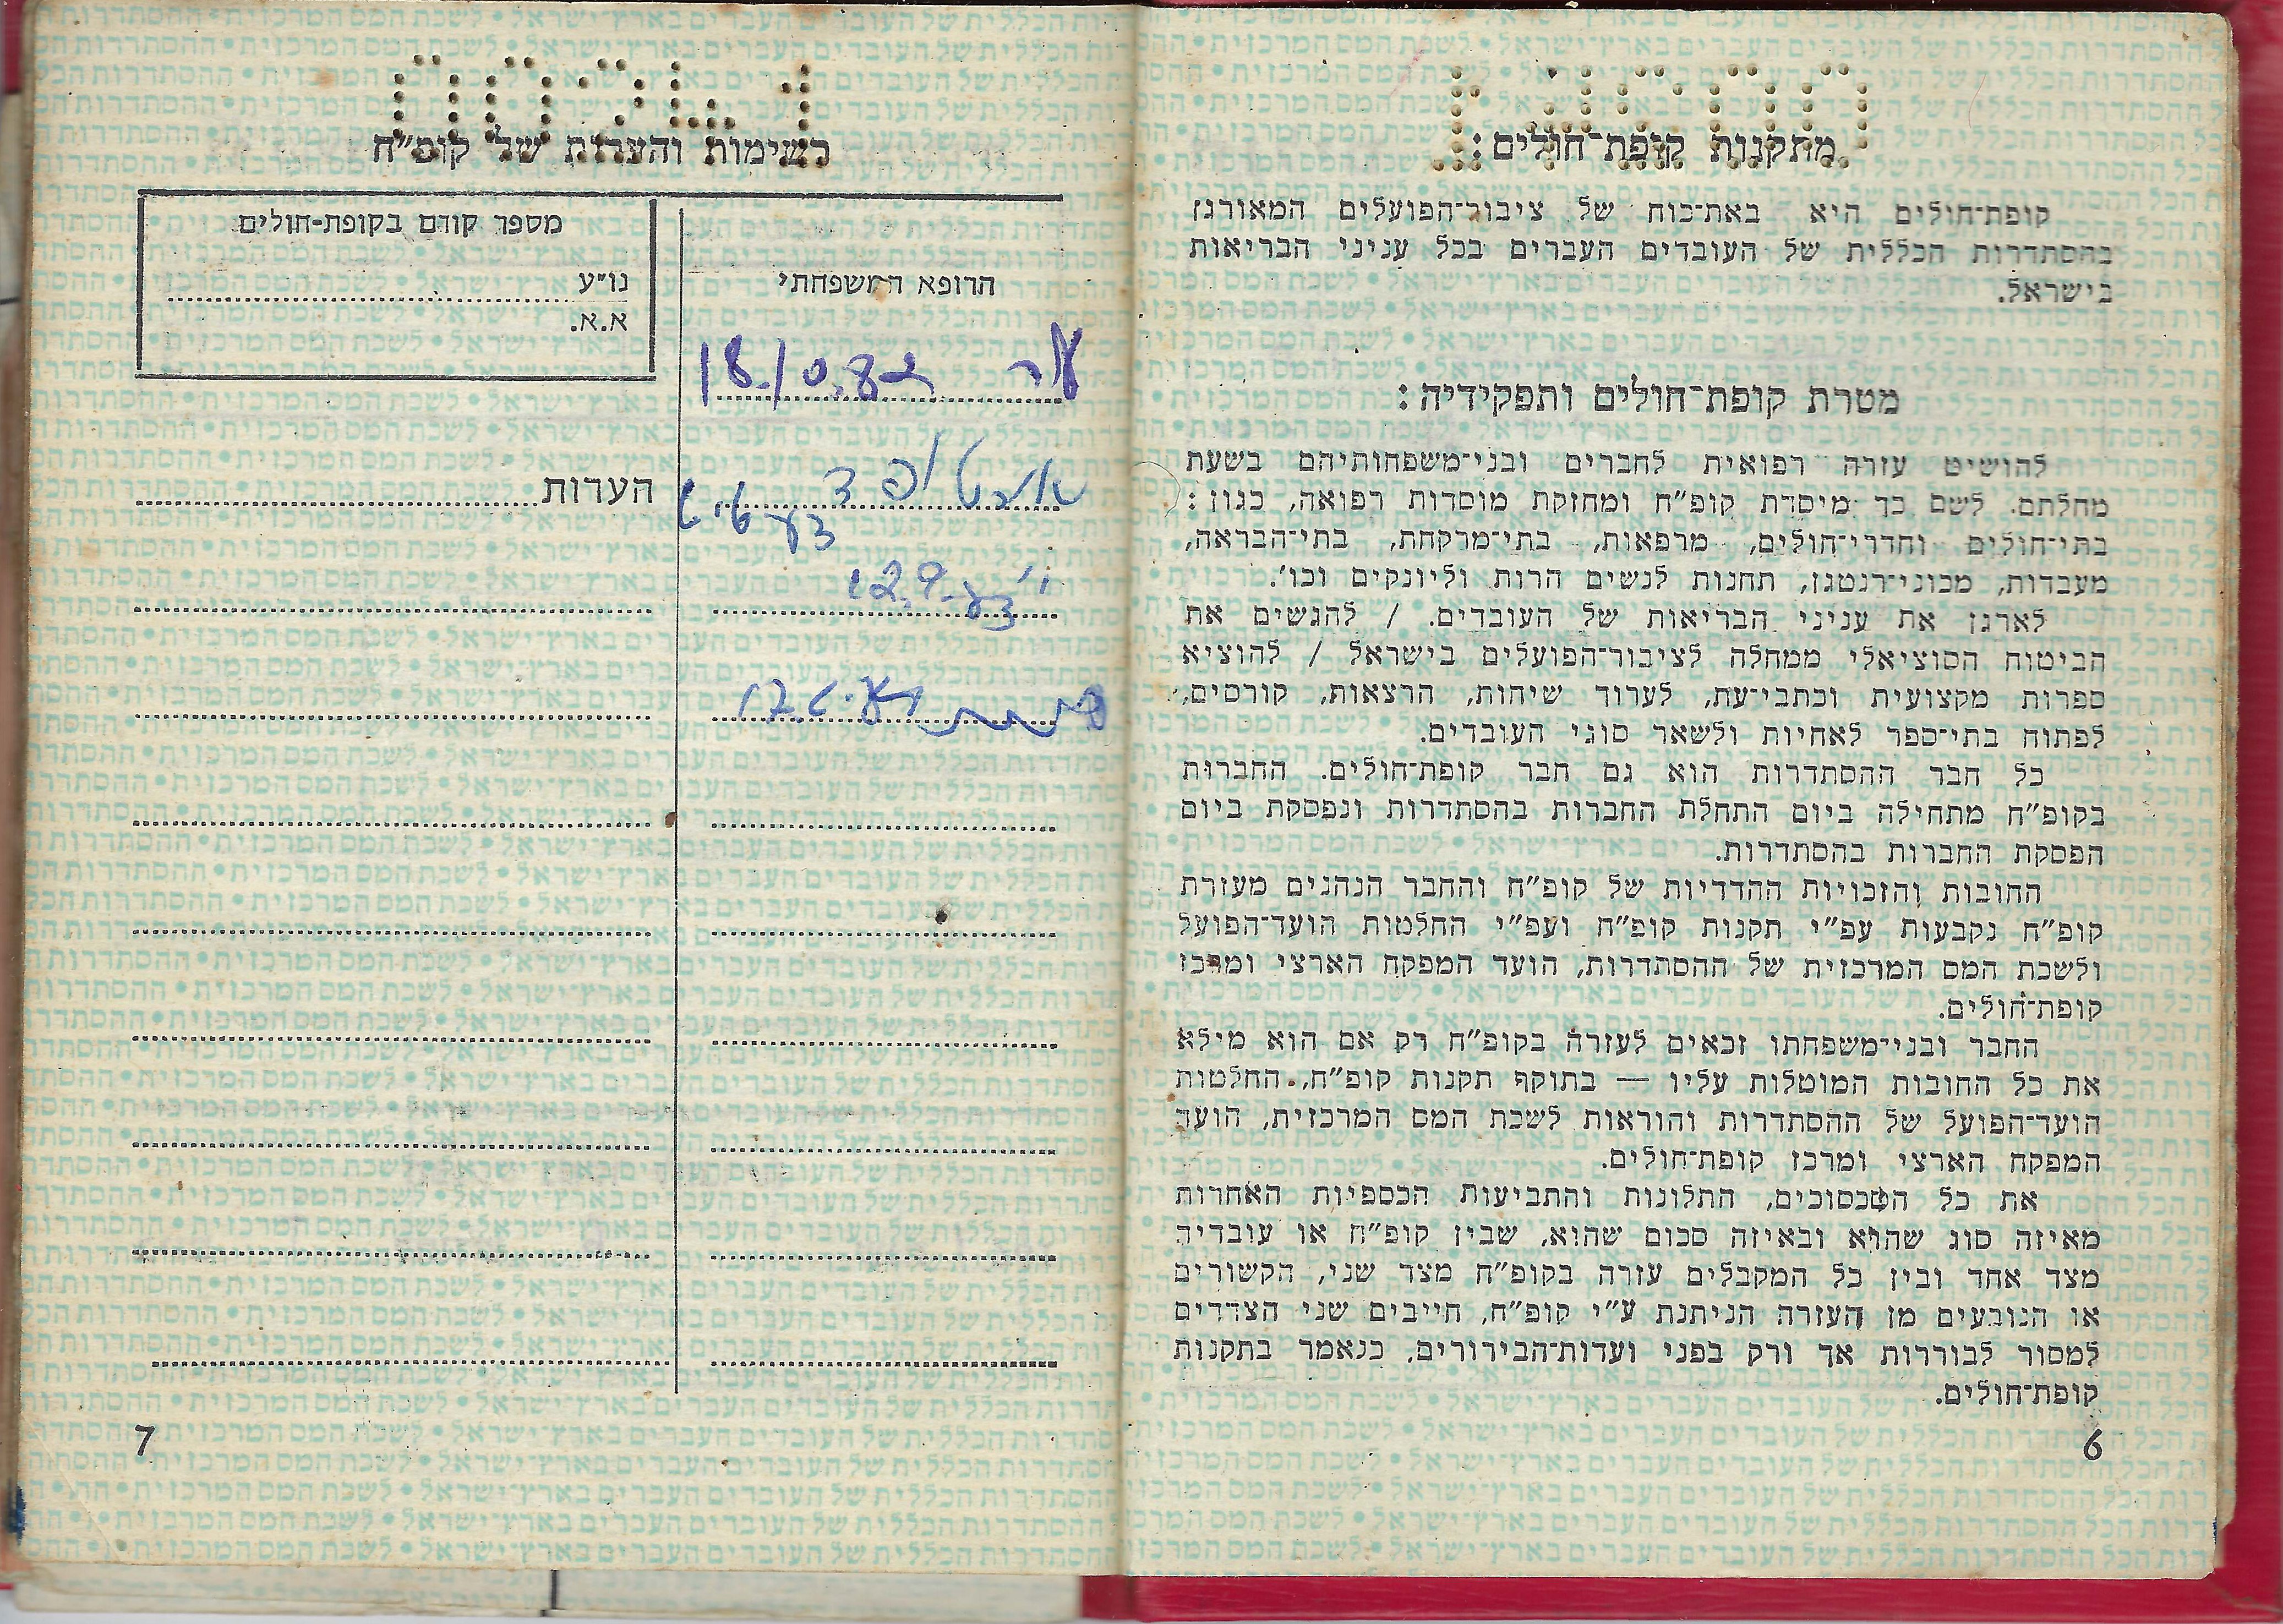 מתקנות קופת־חולים:
קופת־חולים היא באת־כוח של ציבור־הפועלים המאורגן
בהסתדרות הכללית של העובדים העברים בכל עניני הבריאות
בישראל.
מטרת קופת־חולים ותפקידיה:
להושיט עזרה רפואית לחברים ובני־משפחותיהם בשעת
מחלתם. לשם כך מיסדת קופ״ח ומחזקת מוסדות רפואה, כגון:
בתי־חולים וחדרי־חולים, מרפאות, בתי־מרקחת, בתי־הבראה,
מעבדות, מכוני־רנטגן, תחנות לנשים הרות וליונקים וכו׳.
לארגן את עניני הבריאות של העובדים. / להגשים את
הביטוח הסוציאלי ממחלה לציבור־הפועלים בישראל / להוציא
ספרות מקצועית וכתבי־עת, לערוך שיחות, הרצאות, קורסים,
לפתוח בתי־ספר לאחיות ולשאר סוגי העובדים.
כל חבר ההסתדרות הוא גם חבר קופת־חולים. החברות
בקופ״ח מתחילה ביום התחלת החברות בהסתדרות ונפסקת ביום
הפסקת החברות בהסתדרות.
החובות והזכויות ההדדיות של קופ״ח והחבר הנהנים מעזרת
קופ״ח נקבעות עפ״י תקנות קופ״ח ועפ״י החלטות הועד־הפועל
ולשכת המס המרכזית של ההסתדרות, הועד המפקח הארצי ומרכז
קופת־חולים.
החבר ובני־משפחתו זכאים לעזרה בקופ״ח רק אם הוא מילא
את כל החובות המוטלות עליו — בתוקף תקנות קופ״ח, החלטות
הועד־הפועל של ההסתדרות והוראות לשכת המס המרכזית, הועד
המפקח הארצי ומרכז קופת־חולים.
את כל הסכסוכים, התלונות והתביעות הכספיות האחרות
מאיזה סוג שהוא ובאיזה סכום שהוא, שבין קופ״ח או עובדיה
מצד אחד ובין כל המקבלים עזרה בקופ״ח מצד שני, הקשורים
או הנובעים מן העזרה הניתנת ע״י קופ״ח, חייבים שני הצדדים
למסור לבוררות אך ורק בפני ועדות־הבירורים, כנאמר בתקנות
קופת־חולים.
6
רשימות והערות של קופ״ח
הרופא המשפחתי
18.10.82
12.9
מספר קודם בקופת-חולים
נו״ע
א.א.
הערות
7